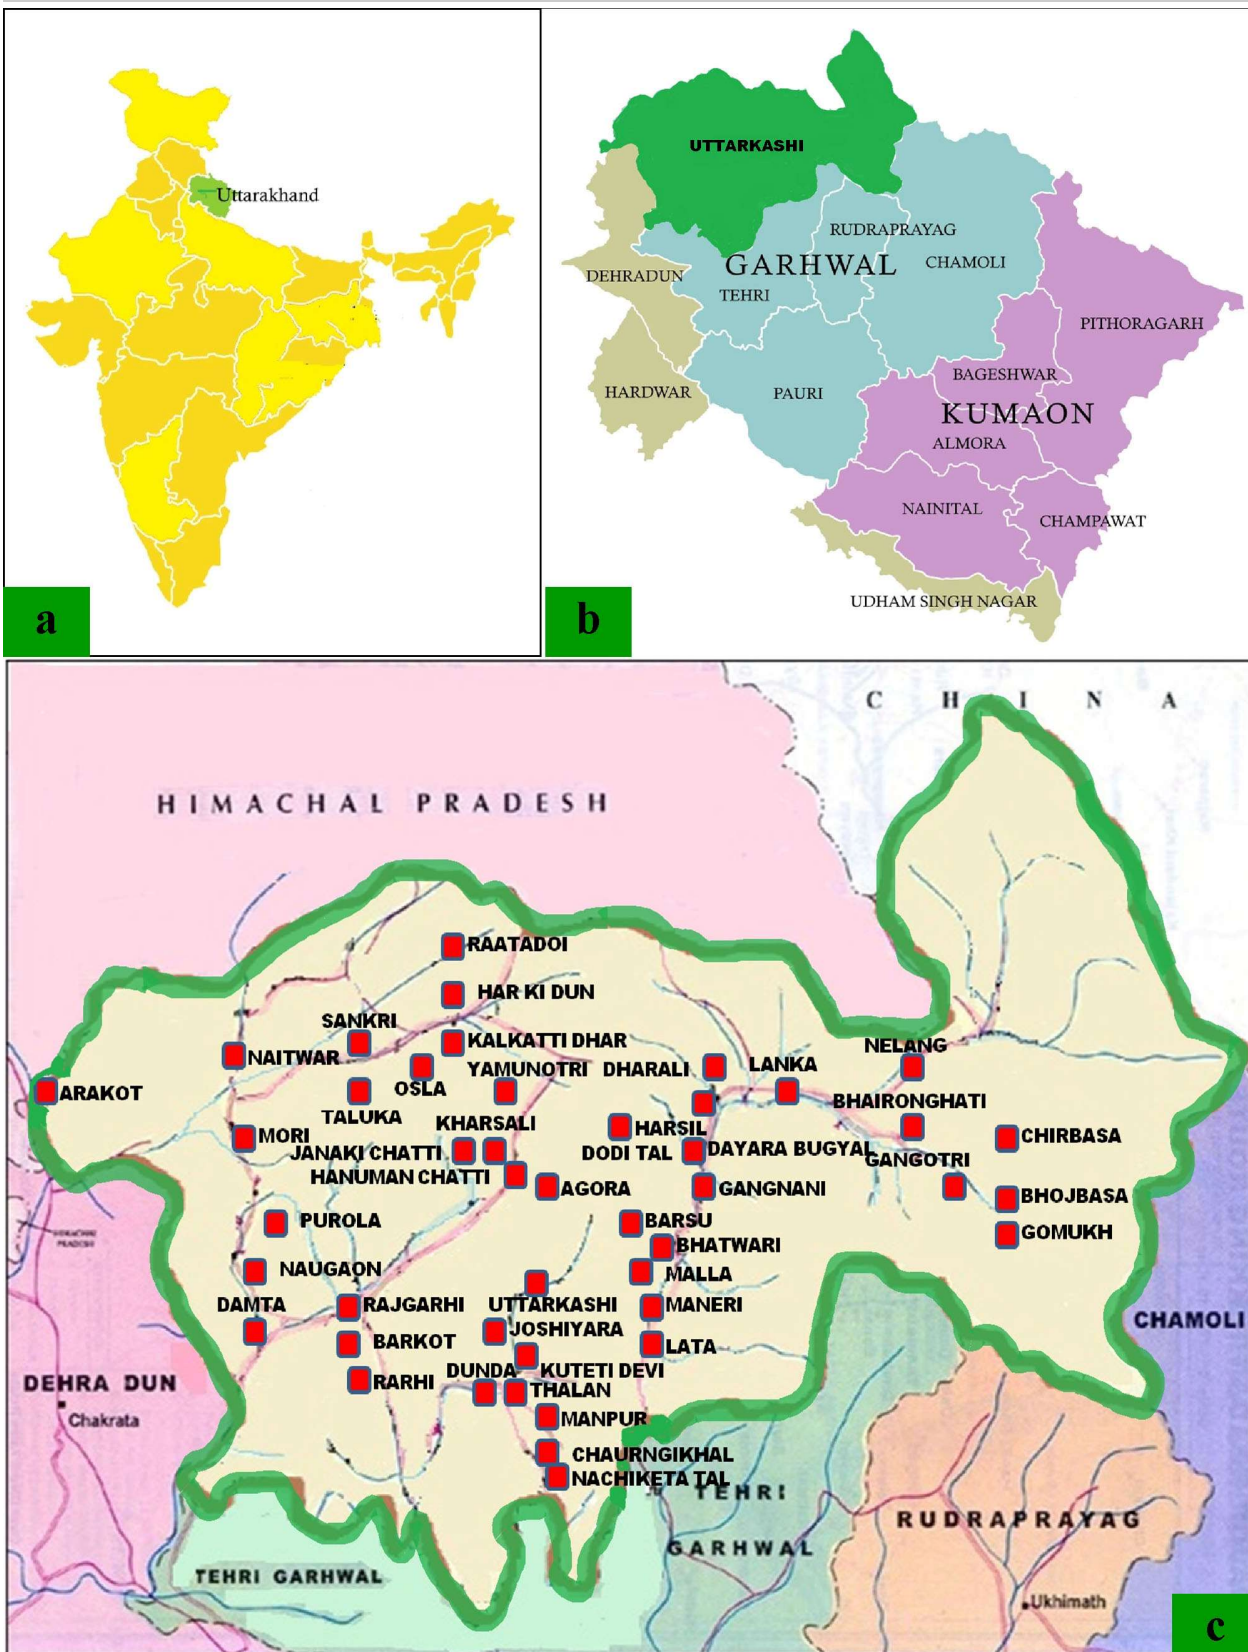 Uttarakhand
a
UTTARKASHI
RUDRAPRAYAG
GARHWAL
CHAMOLI
DEHRADUN
TEHRI
PITHORAGARH
BAGESHWAR
HARDWAR
PAURI
KUMAON
ALMORA
NAINITAL
CHAMPAWAT
UDHAM SINGH NAGAR
b
CHINA
HIMACHAL PRADESH
RAATADOI
HAR KI DUN
SANKRI
KALKATTI DHAR
NAITWAR
NELANG
YAMUNOTRI
DHARALI
LANKA
OSLA
ARAKOT
BHAIRONGHATI
TALUKA
KHARSALI
MORI
HARSIL
CHIRBASA
JANAKI CHATTI
DODI TAL
DAYARA BUGYAL
GANGOTRI
HANUMAN CHATTI
AGORA
GANGNANI
BHOJBASA
PUROLA
BARSU
GOMUKH
HIMACHAL
PRADESH
BHATWARI
NAUGAON
MALLA
DAMTA
RAJGARHI
UTTARKASHI
MANERI
CHAMOLI
JOSHIYARA
BARKOT
LATA
DUNDA
KUTETI DEVI
DEHRA DUN
RARHI
THALAN
Chakrata
MANPUR
CHAURNGIKHAL
NACHIKETA TAL
TEHRI
GARHWAL
RUDRAPRAYAG
TEHRI GARHWAL
Ukhimath
c